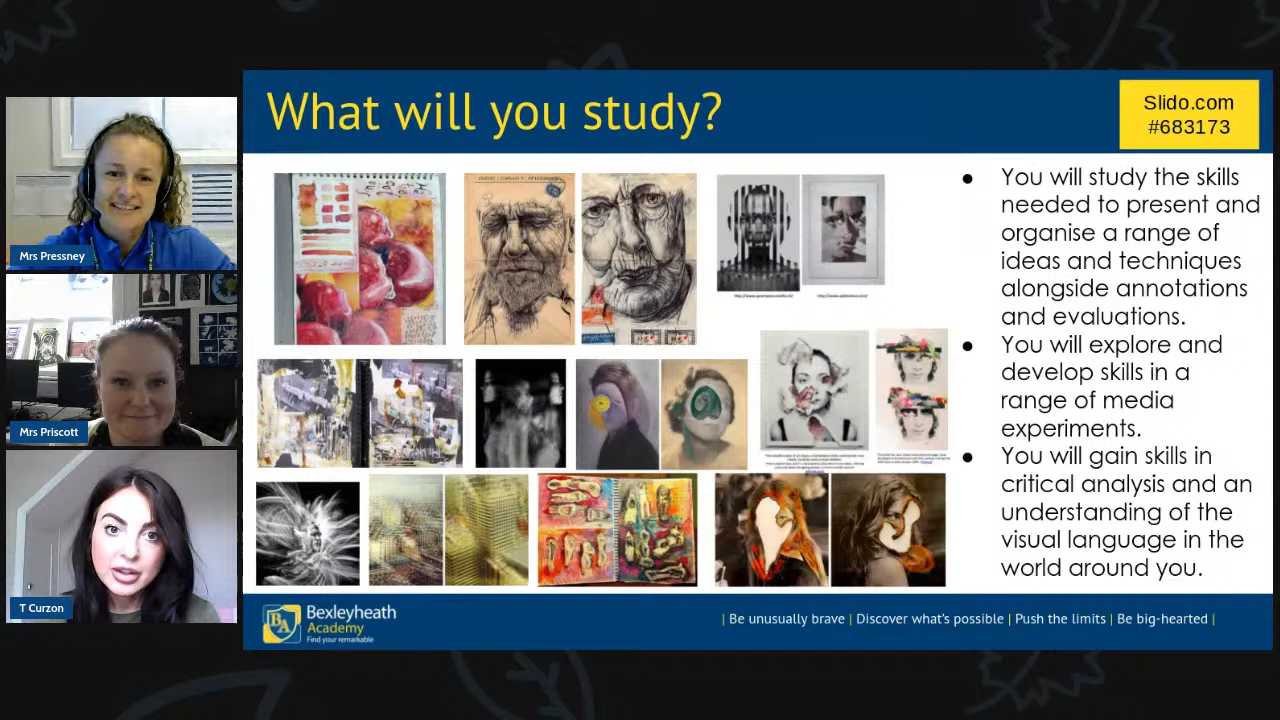 What will you study?
Slido.com
#683173
Mrs Pressney
Mrs Priscott
T Curzon
● You will study the skills
needed to present and
organise a range of
ideas and techniques
alongside annotations
and evaluations.
● You will explore and
develop skills in a
range of media
experiments.
● You will gain skills in
critical analysis and an
understanding of the
visual language in the
world around you.
BA
Bexleyheath
Academy
Find your remarkable
| Be unusually brave | Discover what's possible | Push the limits | Be big-hearted |